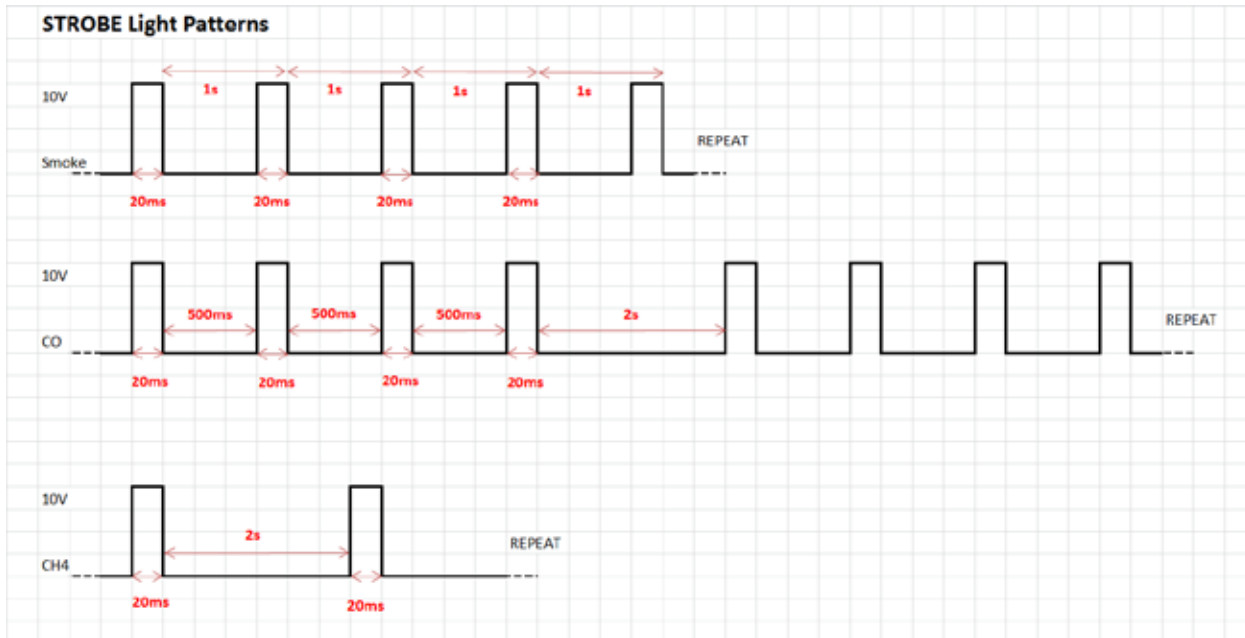 STROBE Light Patterns
1s 1s 1s 1s
10V
REPEAT
Smoke
20ms 20ms 20ms 20ms
10V
500ms 500ms 500ms 2s
REPEAT
CO
20ms 20ms 20ms 20ms
10V
2s
REPEAT
CH4
20ms 20ms